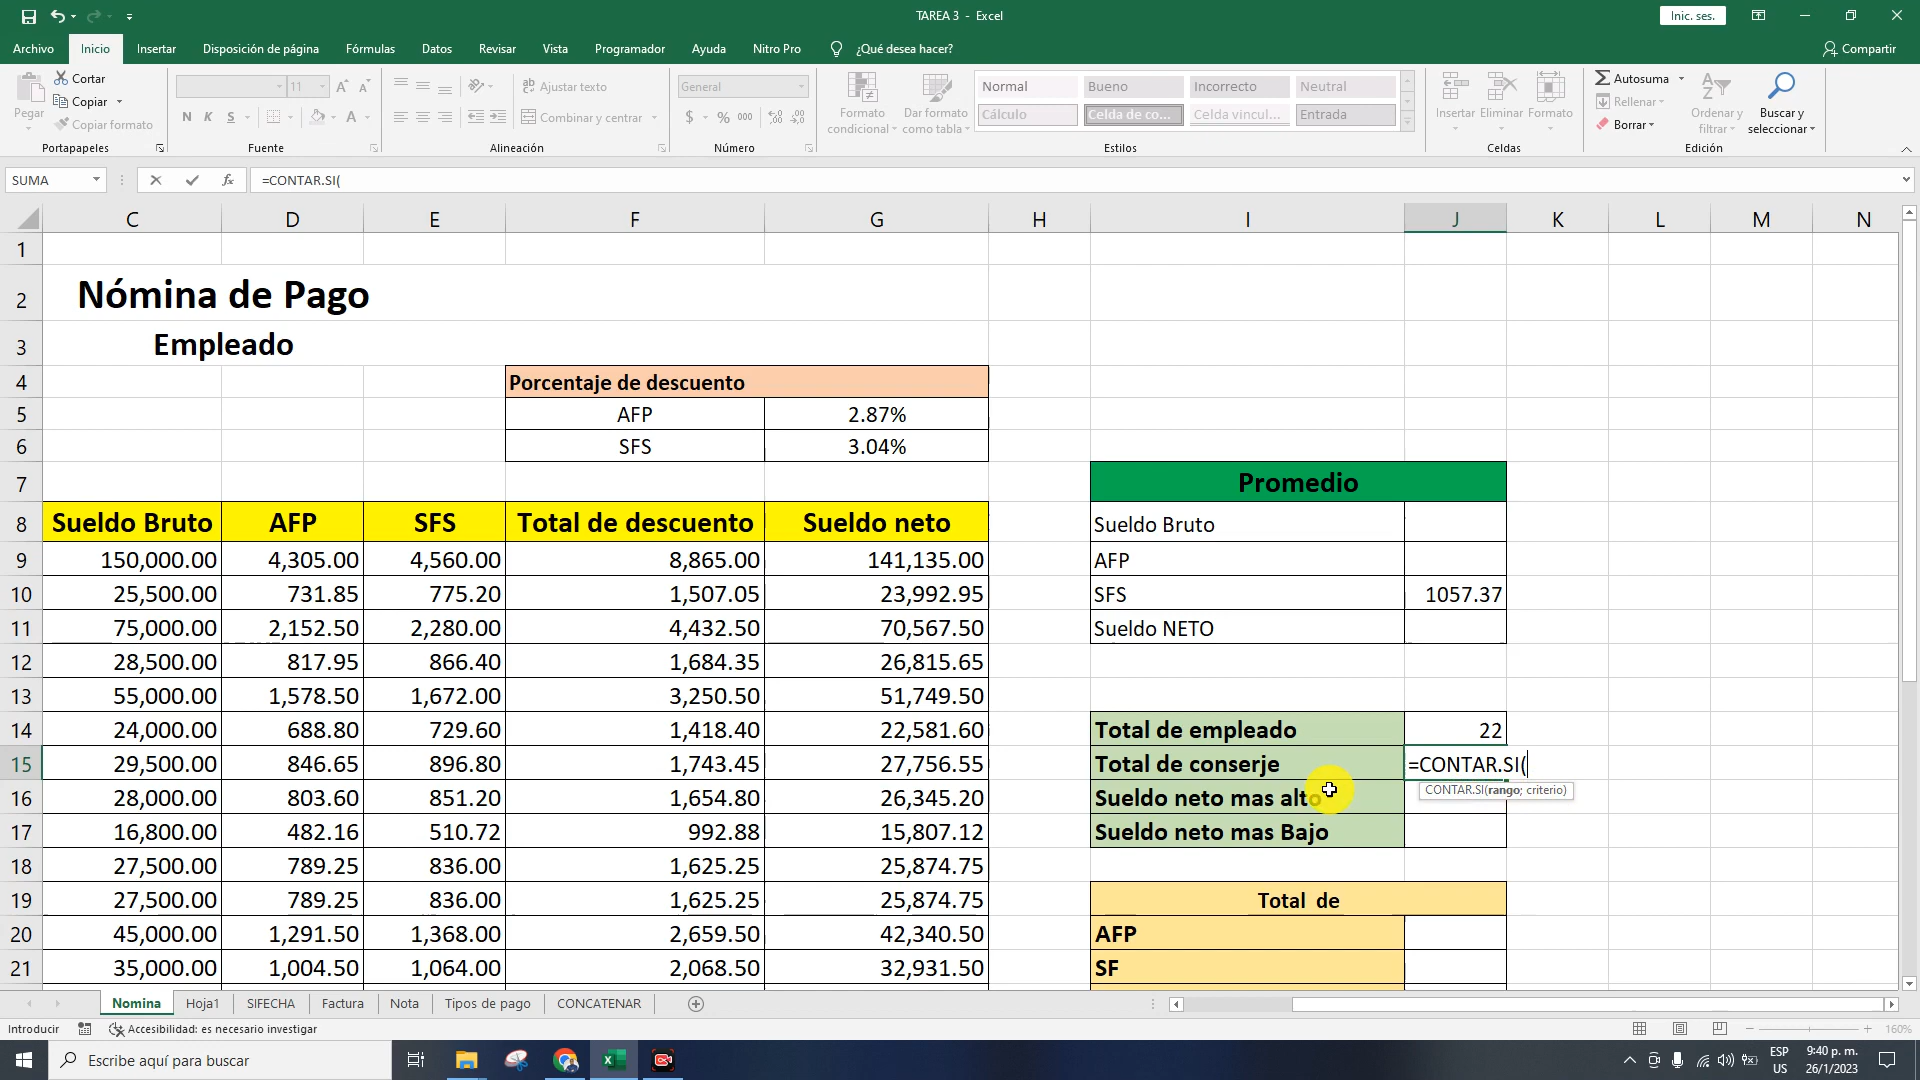 TAREA 3 - Excel
Inic. ses.
Archivo Inicio Insertar Disposición de página Fórmulas Datos Revisar Vista Programador Ayuda Nitro Pro ¿Qué desea hacer? Compartir
Pegar
Cortar
Copiar
Copiar formato
Portapapeles
11
N K S
Fuente
Ajustar texto
Combinar y centrar
Alineación
General
$ % 000
Número
Formato condicional
Dar formato como tabla
Normal Bueno Incorrecto Neutral
Cálculo Celda de co... Celda vincul... Entrada
Estilos
Insertar Eliminar Formato
Celdas
Autosuma
Rellenar
Borrar
Ordenar y filtrar
Buscar y seleccionar
Edición
SUMA fx =CONTAR.SI(
C D E F G H I J K L M N
1
2 Nómina de Pago
3 Empleado
4 Porcentaje de descuento
5 AFP 2.87%
6 SFS 3.04%
7 Promedio
8 Sueldo Bruto AFP SFS Total de descuento Sueldo neto Sueldo Bruto
9 150,000.00 4,305.00 4,560.00 8,865.00 141,135.00 AFP
10 25,500.00 731.85 775.20 1,507.05 23,992.95 SFS 1057.37
11 75,000.00 2,152.50 2,280.00 4,432.50 70,567.50 Sueldo NETO
12 28,500.00 817.95 866.40 1,684.35 26,815.65
13 55,000.00 1,578.50 1,672.00 3,250.50 51,749.50
14 24,000.00 688.80 729.60 1,418.40 22,581.60 Total de empleado 22
15 29,500.00 846.65 896.80 1,743.45 27,756.55 Total de conserje =CONTAR.SI(
CONTAR.SI(rango; criterio)
16 28,000.00 803.60 851.20 1,654.80 26,345.20 Sueldo neto mas alto
17 16,800.00 482.16 510.72 992.88 15,807.12 Sueldo neto mas Bajo
18 27,500.00 789.25 836.00 1,625.25 25,874.75
19 27,500.00 789.25 836.00 1,625.25 25,874.75 Total de
20 45,000.00 1,291.50 1,368.00 2,659.50 42,340.50 AFP
21 35,000.00 1,004.50 1,064.00 2,068.50 32,931.50 SF
Nomina Hoja1 SIFECHA Factura Nota Tipos de pago CONCATENAR
Introducir Accesibilidad: es necesario investigar 160%
Escribe aquí para buscar
ESP
US
9:40 p. m.
26/1/2023